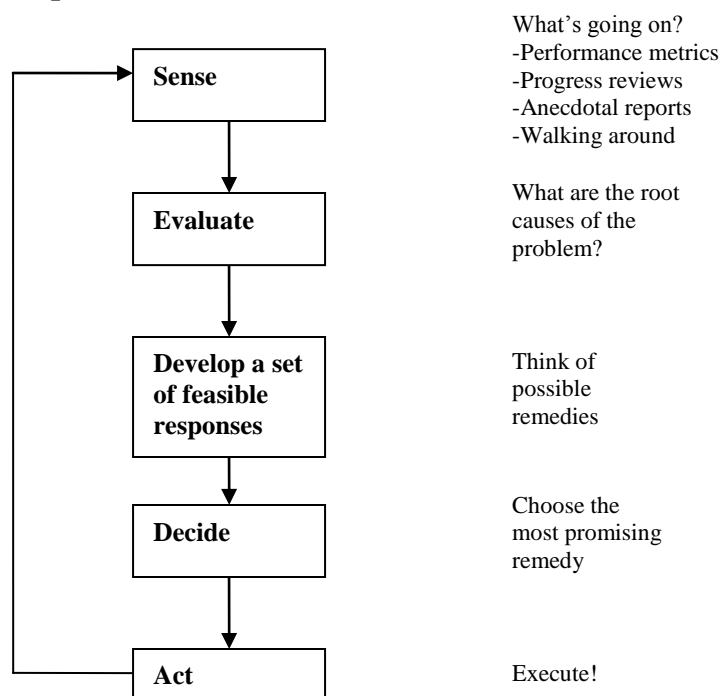 What's going on?
-Performance metrics
-Progress reviews
-Anecdotal reports
-Walking around
Sense
What are the root
causes of the
problem?
Evaluate
Develop a set
of feasible
responses
Think of
possible
remedies
Choose the
most promising
remedy
Decide
Act
Execute!